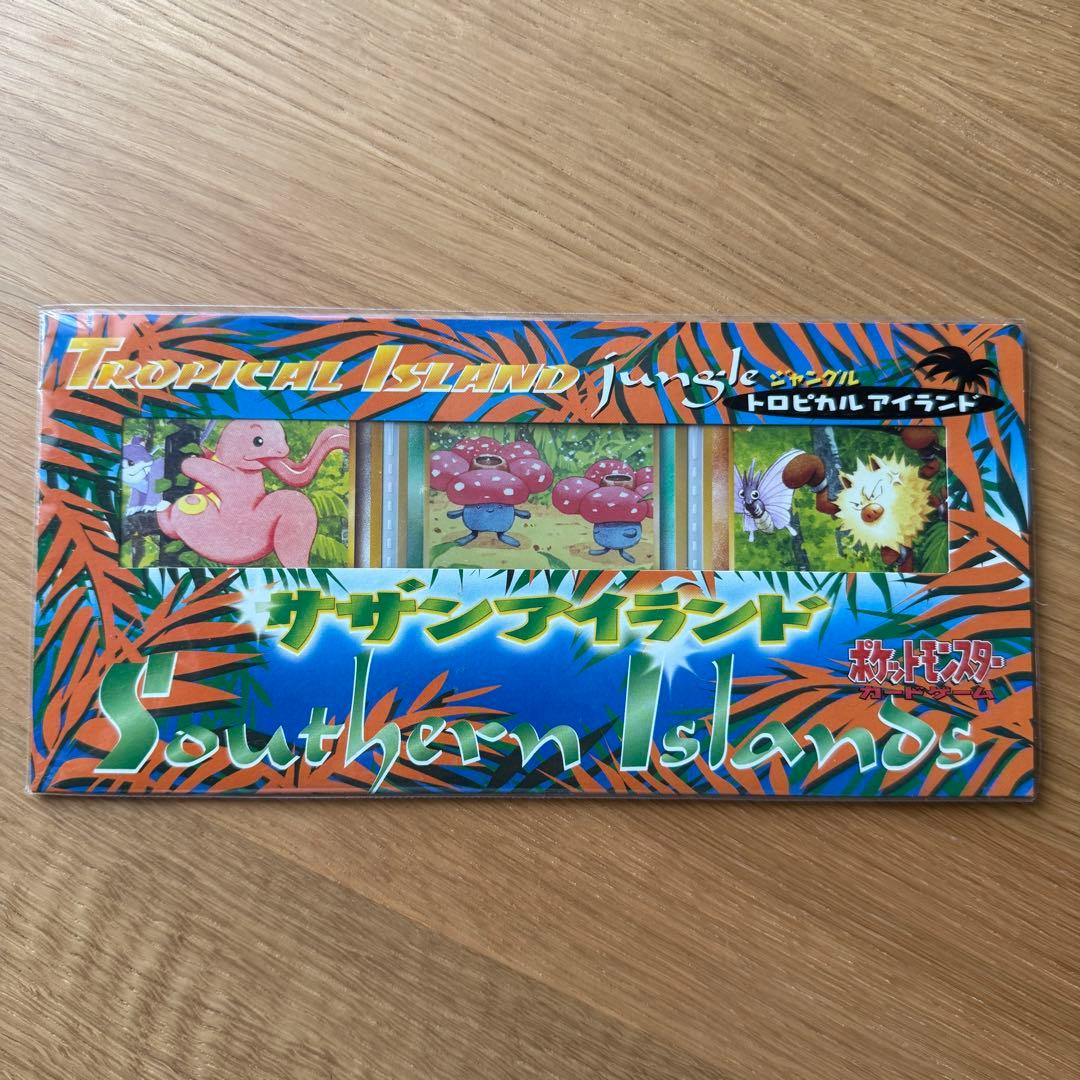 TROPICAL ISLAND jungle ジャングル
トロピカル アイランド
サザンアイランド
ポケットモンスター
カードゲーム
Southern Islands